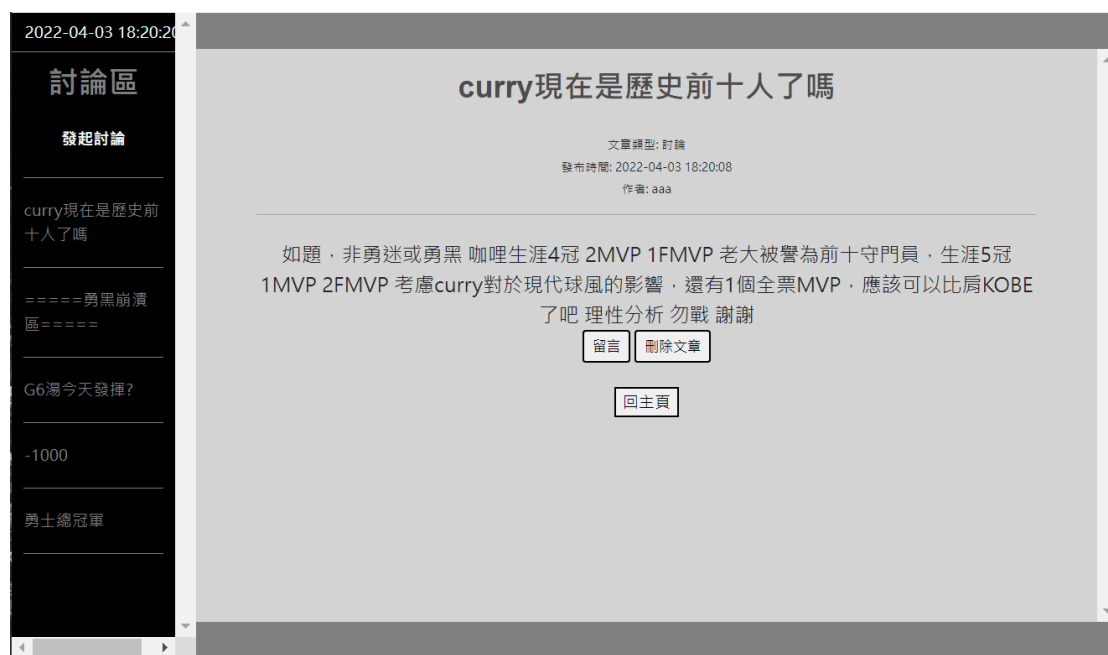 2022-04-03 18:20:20
討論區
發起討論
curry現在是歷史前
十人了嗎
=====勇黑崩潰
區=====
G6湯今天發揮?
-1000
勇士總冠軍
curry現在是歷史前十人了嗎
文章類型: 討論
發布時間: 2022-04-03 18:20:08
作者: aaa
如題，非勇迷或勇黑 咖哩生涯4冠 2MVP 1FMVP 老大被譽為前十守門員，生涯5冠
1MVP 2FMVP 考慮curry對於現代球風的影響，還有1個全票MVP，應該可以比肩KOBE
了吧 理性分析 勿戰 謝謝
留言
刪除文章
回主頁